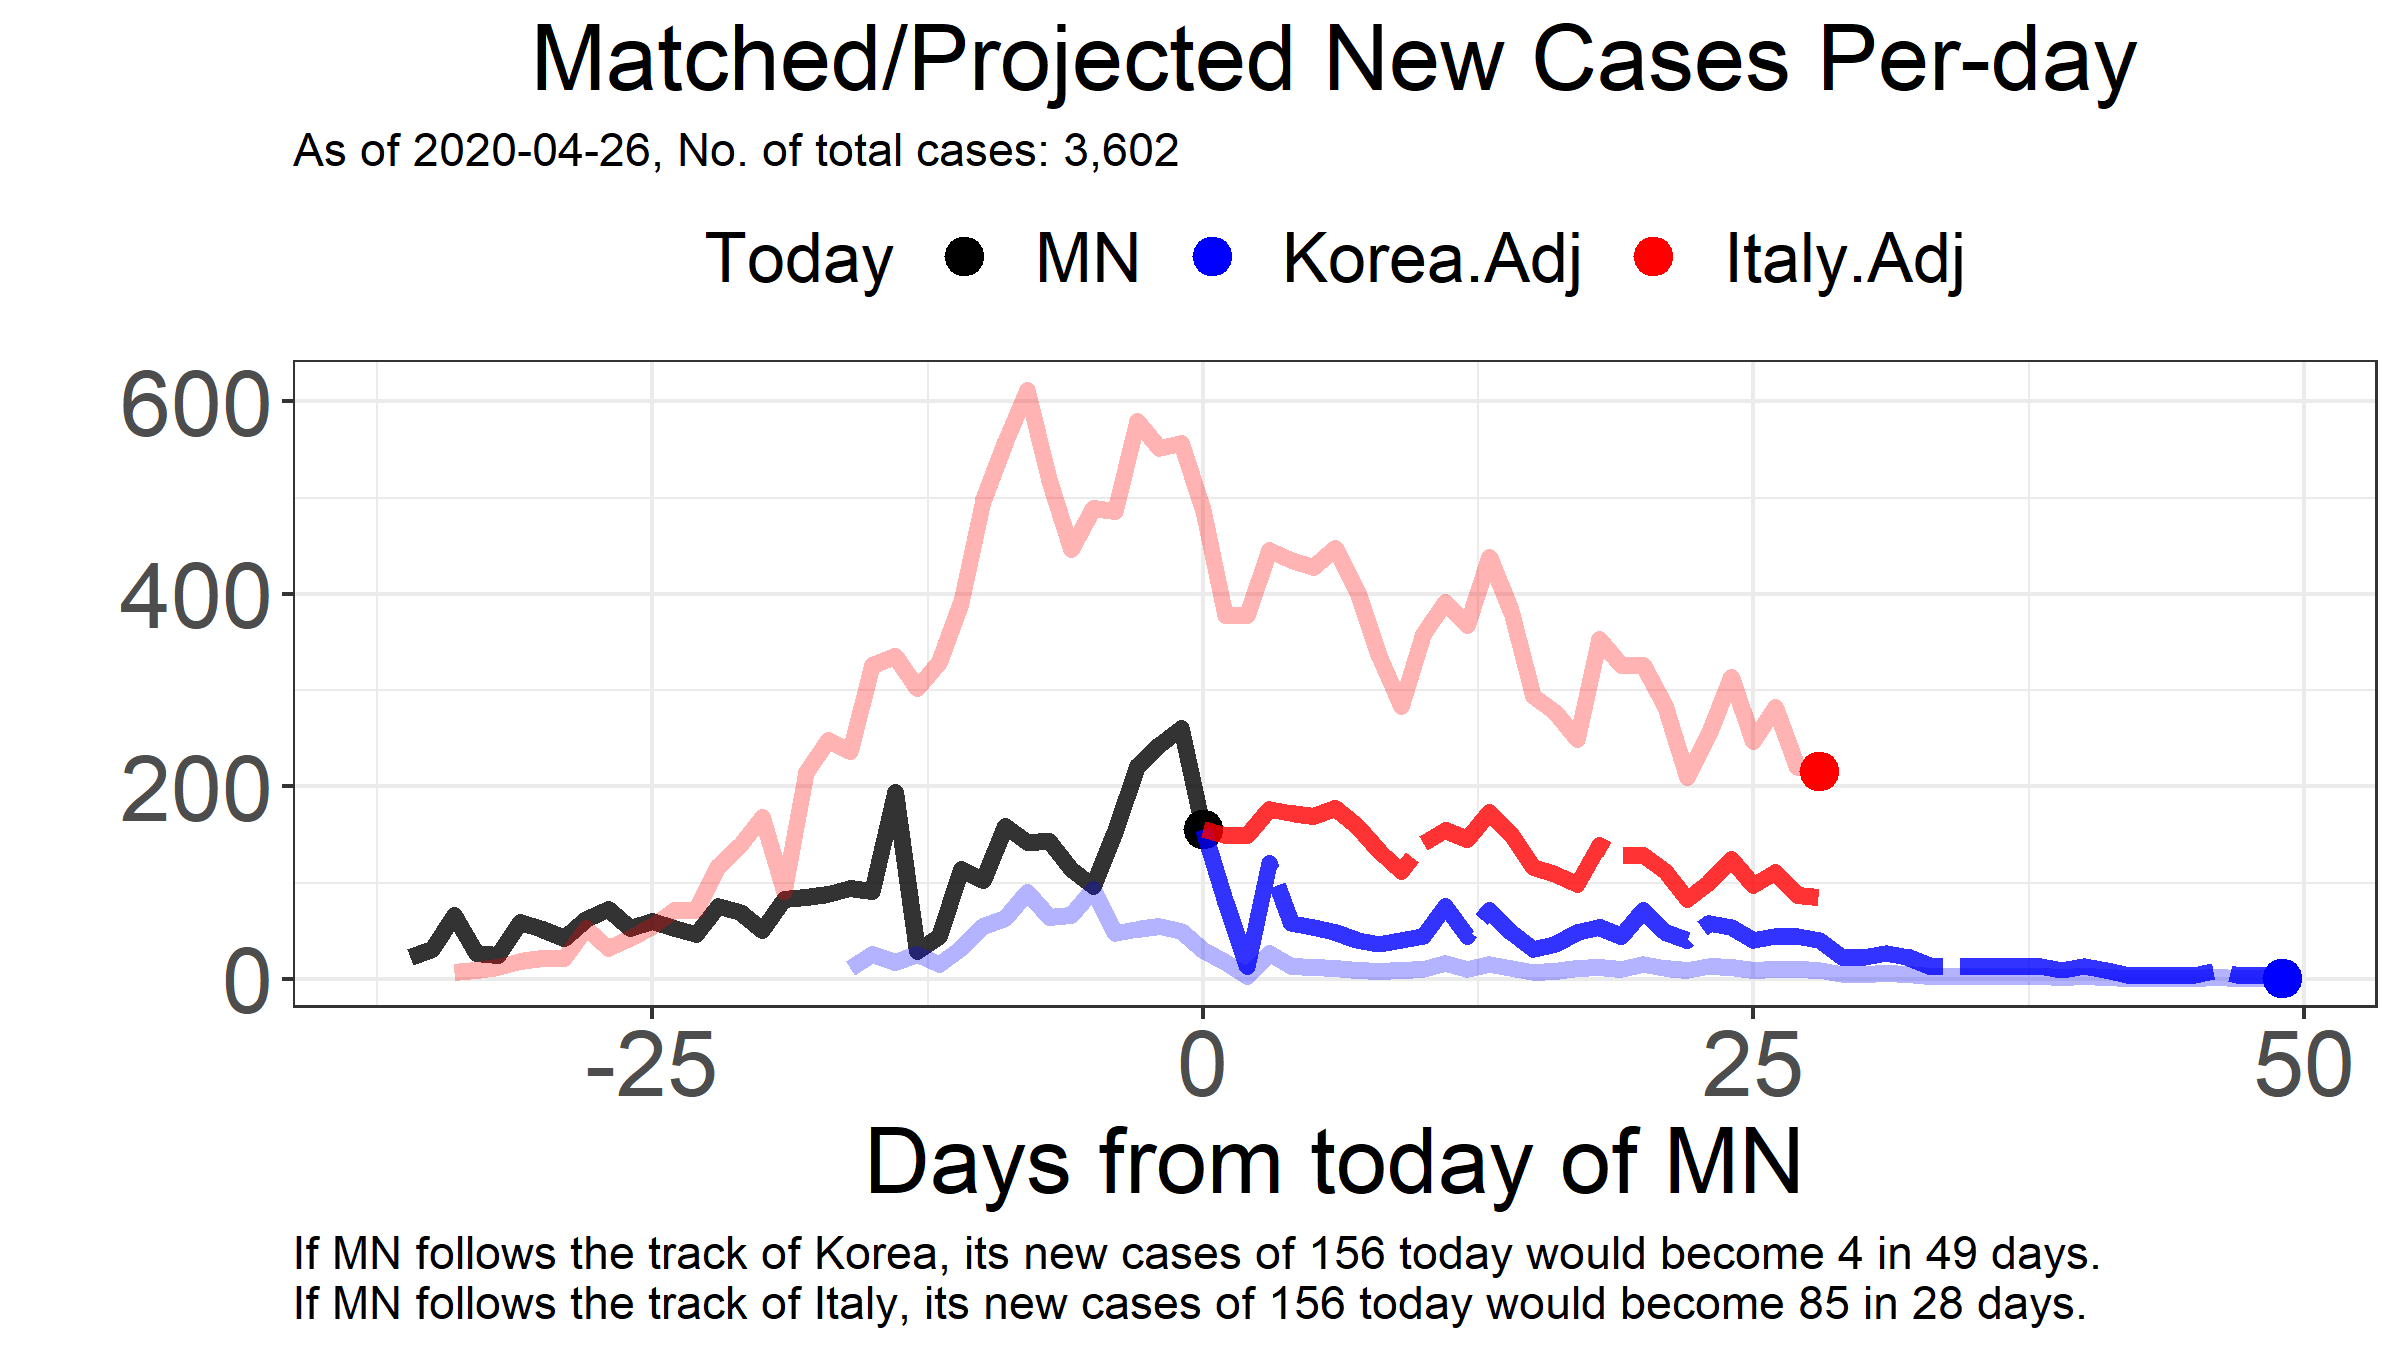 Matched/Projected New Cases Per-day
As of 2020-04-26, No. of total cases: 3,602
Today MN Korea.Adj Italy.Adj
600
400
200
0
-25 0 25 50
Days from today of MN
If MN follows the track of Korea, its new cases of 156 today would become 4 in 49 days.
If MN follows the track of Italy, its new cases of 156 today would become 85 in 28 days.